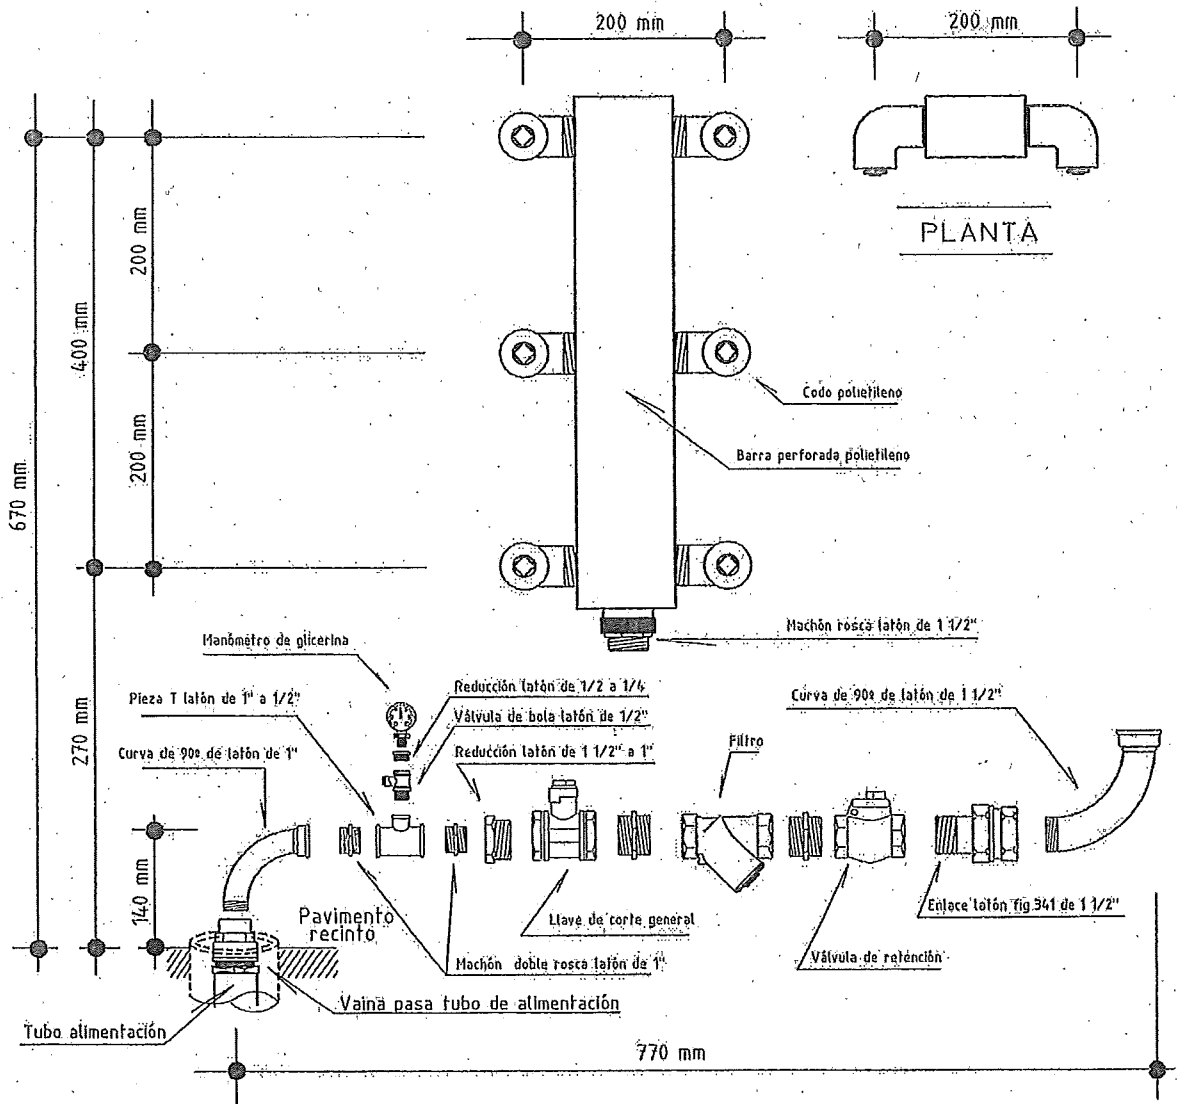 200 mm
200 mm
PLANTA
200 mm
400 mm
Codo polietileno
200 mm
Barra perforada polietileno
670 mm
Machón rosca latón de 1 1/2"
Manómetro de glicerina
Reducción latón de 1/2 a 1/4
Pieza T latón de 1" a 1/2"
Válvula de bola latón de 1/2"
Curva de 90º de latón de 1 1/2"
270 mm
Curva de 90º de latón de 1"
Reducción latón de 1 1/2" a 1"
Filtro
140 mm
Pavimento
recinto
Llave de corte general
Enlace latón fig.341 de 1 1/2"
Machón doble rosca latón de 1"
Válvula de retención
Vaina pasa tubo de alimentación
Tubo alimentación
770 mm